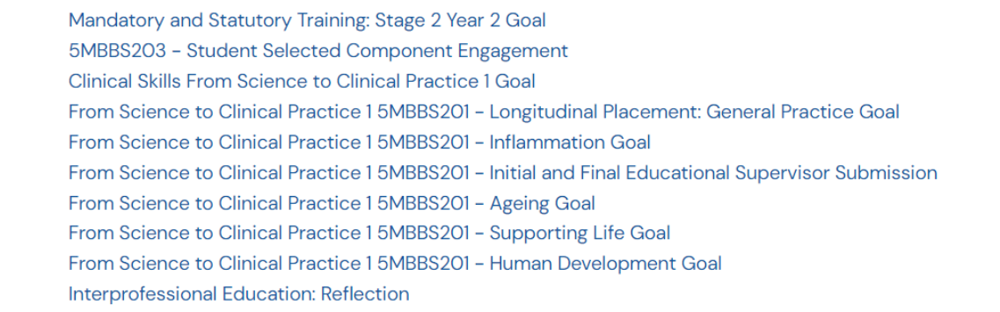 Mandatory and Statutory Training: Stage 2 Year 2 Goal
5MBBS203 - Student Selected Component Engagement
Clinical Skills From Science to Clinical Practice 1 Goal
From Science to Clinical Practice 1 5MBBS201 - Longitudinal Placement: General Practice Goal
From Science to Clinical Practice 1 5MBBS201 - Inflammation Goal
From Science to Clinical Practice 1 5MBBS201 - Initial and Final Educational Supervisor Submission
From Science to Clinical Practice 1 5MBBS201 - Ageing Goal
From Science to Clinical Practice 1 5MBBS201 - Supporting Life Goal
From Science to Clinical Practice 1 5MBBS201 - Human Development Goal
Interprofessional Education: Reflection